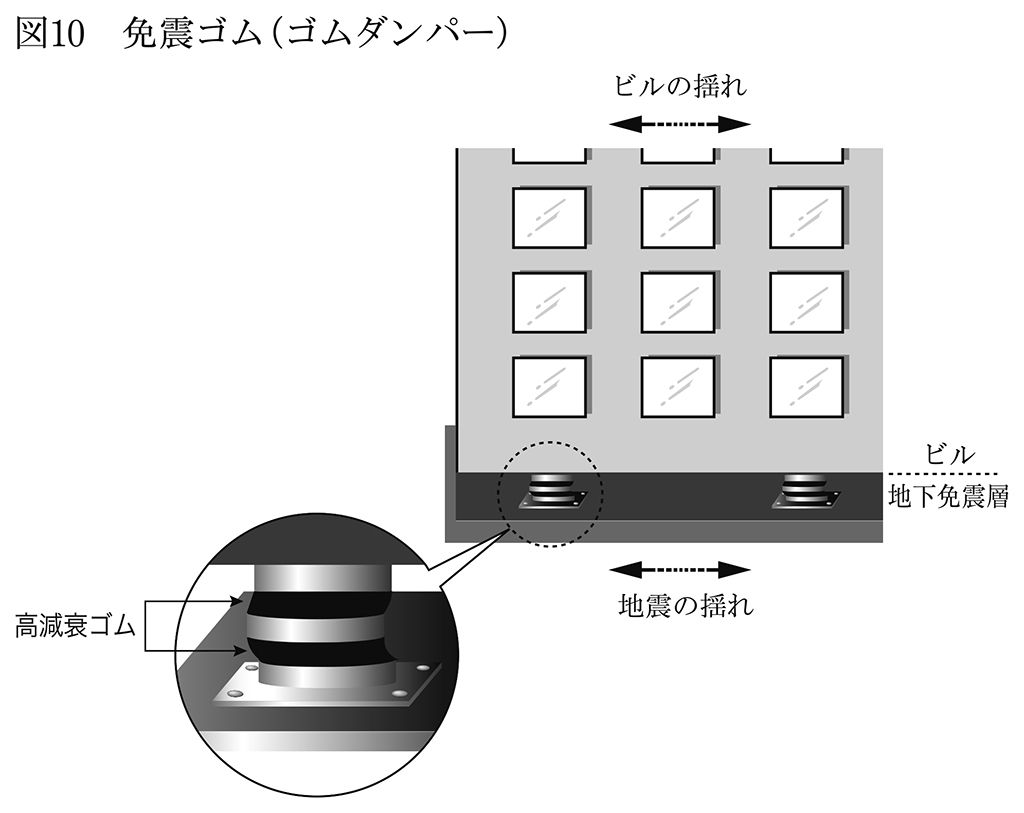 図10　免震ゴム（ゴムダンパー）
ビルの揺れ
ビル
地下免震層
地震の揺れ
高減衰ゴム